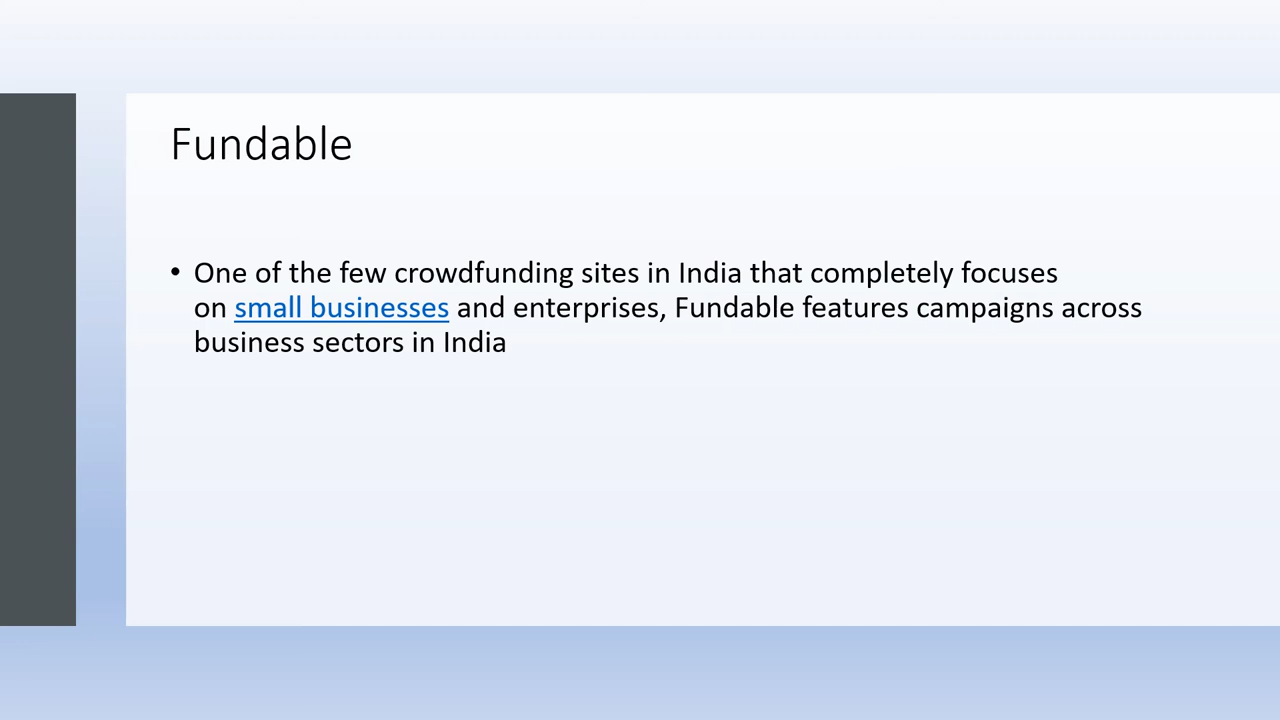 Fundable
• One of the few crowdfunding sites in India that completely focuses
on small businesses and enterprises, Fundable features campaigns across
business sectors in India